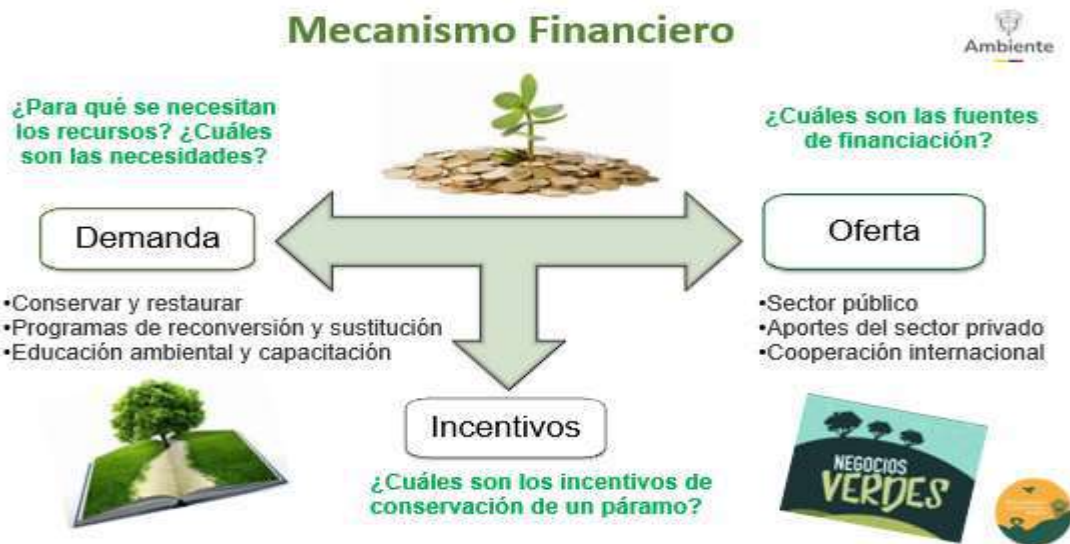 Mecanismo Financiero
Ambiente
¿Para qué se necesitan
los recursos? ¿Cuáles
son las necesidades?
¿Cuáles son las fuentes
de financiación?
Demanda
Oferta
•Conservar y restaurar
•Programas de reconversión y sustitución
•Educación ambiental y capacitación
•Sector público
•Aportes del sector privado
•Cooperación internacional
Incentivos
¿Cuáles son los incentivos de
conservación de un páramo?
NEGOCIOS
VERDES